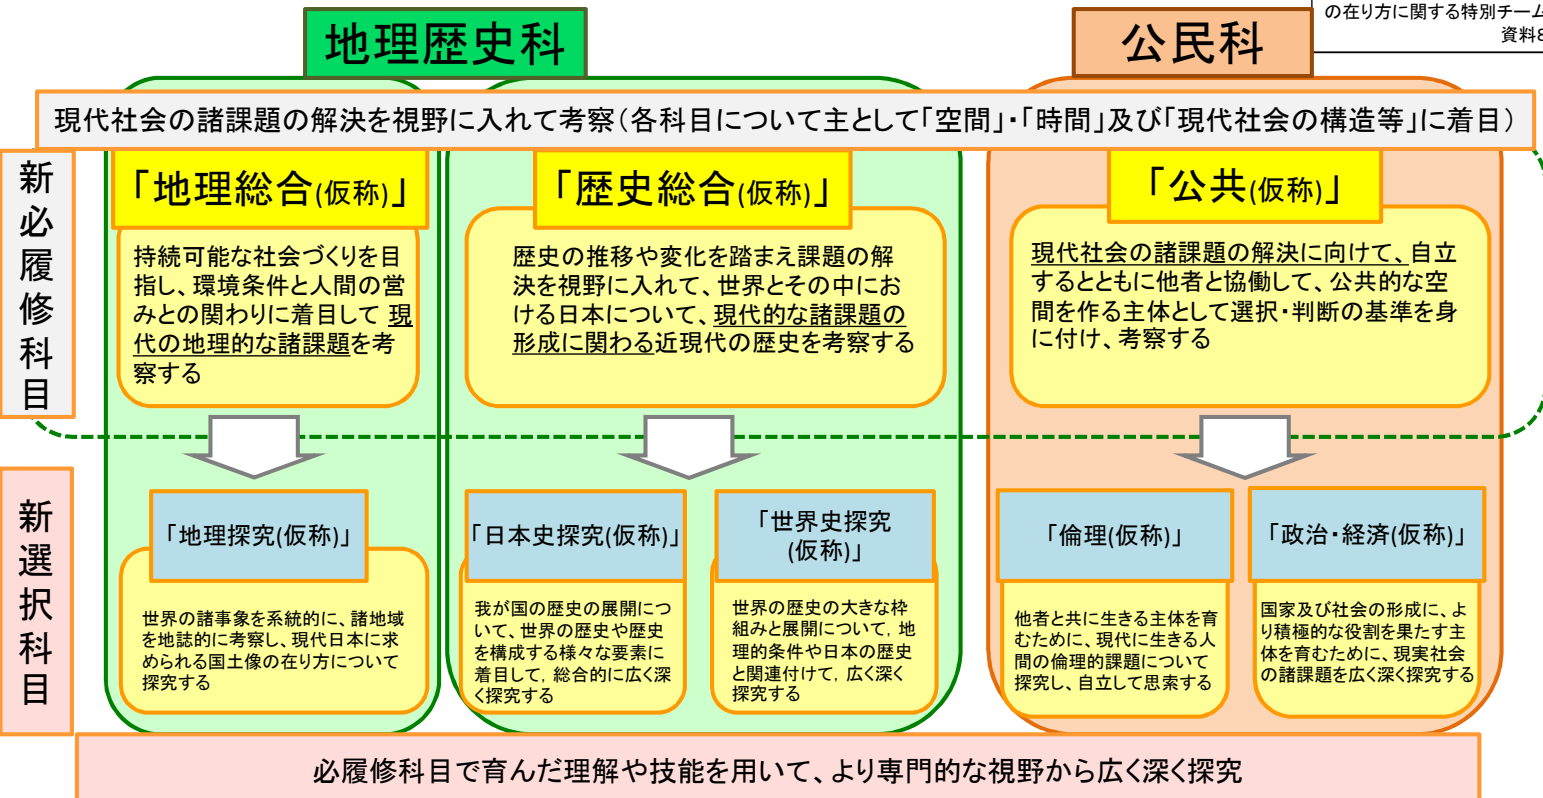 の在り方に関する特別チーム
資料8
地理歴史科
公民科
現代社会の諸課題の解決を視野に入れて考察(各科目について主として「空間」・「時間」及び「現代社会の構造等」に着目)
新必履修科目
「地理総合(仮称)」
持続可能な社会づくりを目
指し、環境条件と人間の営
みとの関わりに着目して 現
代の地理的な諸課題を考
察する
「歴史総合(仮称)」
歴史の推移や変化を踏まえ課題の解
決を視野に入れて、世界とその中にお
ける日本について、現代的な諸課題の
形成に関わる近現代の歴史を考察する
「公共(仮称)」
現代社会の諸課題の解決に向けて、自立
するとともに他者と協働して、公共的な空
間を作る主体として選択・判断の基準を身
に付け、考察する
新選択科目
「地理探究(仮称)」
世界の諸事象を系統的に、諸地域
を地誌的に考察し、現代日本に求
められる国土像の在り方について
探究する
「日本史探究(仮称)」
我が国の歴史の展開につ
いて、世界の歴史や歴史
を構成する様々な要素に
着目して, 総合的に広く深
く探究する
「世界史探究
(仮称)」
世界の歴史の大きな枠
組みと展開について, 地
理的条件や日本の歴史
と関連付けて, 広く深く
探究する
「倫理(仮称)」
他者と共に生きる主体を育
むために、現代に生きる人
間の倫理的課題について
探究し、自立して思索する
「政治・経済(仮称)」
国家及び社会の形成に、よ
り積極的な役割を果たす主
体を育むために、現実社会
の諸課題を広く深く探究する
必履修科目で育んだ理解や技能を用いて、より専門的な視野から広く深く探究